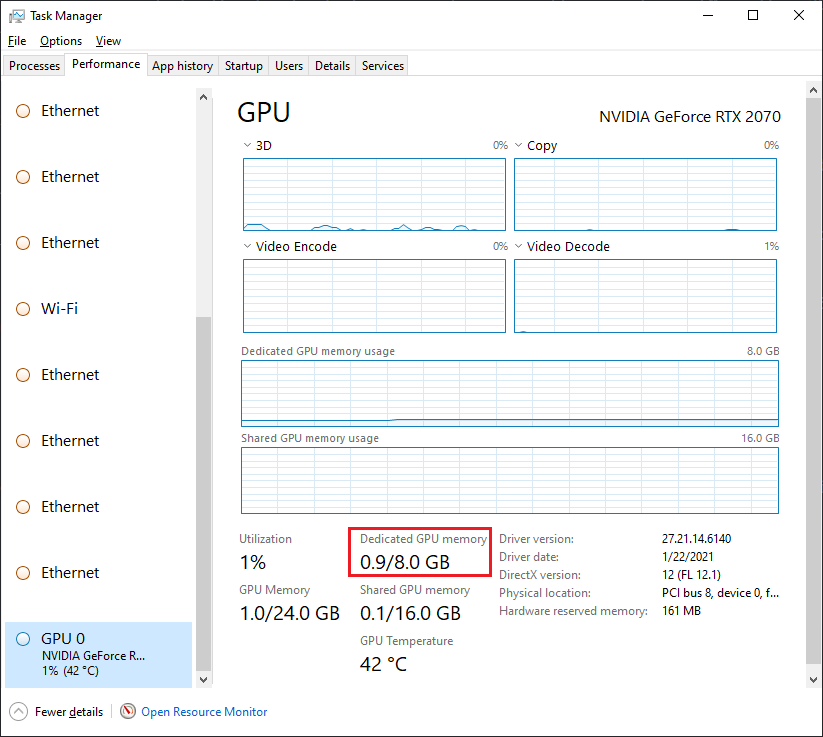 Task Manager
File Options View
Processes Performance App history Startup Users Details Services
Ethernet
Ethernet
Ethernet
Wi-Fi
Ethernet
Ethernet
Ethernet
Ethernet
GPU 0
NVIDIA GeForce R...
1% (42 °C)
GPU NVIDIA GeForce RTX 2070
3D 0% Copy 0%
Video Encode 0% Video Decode 1%
Dedicated GPU memory usage 8.0 GB
Shared GPU memory usage 16.0 GB
Utilization
1%
Dedicated GPU memory
0.9/8.0 GB
GPU Memory
1.0/24.0 GB
Shared GPU memory
0.1/16.0 GB
GPU Temperature
42 °C
Driver version: 27.21.14.6140
Driver date: 1/22/2021
DirectX version: 12 (FL 12.1)
Physical location: PCI bus 8, device 0, f...
Hardware reserved memory: 161 MB
Fewer details Open Resource Monitor